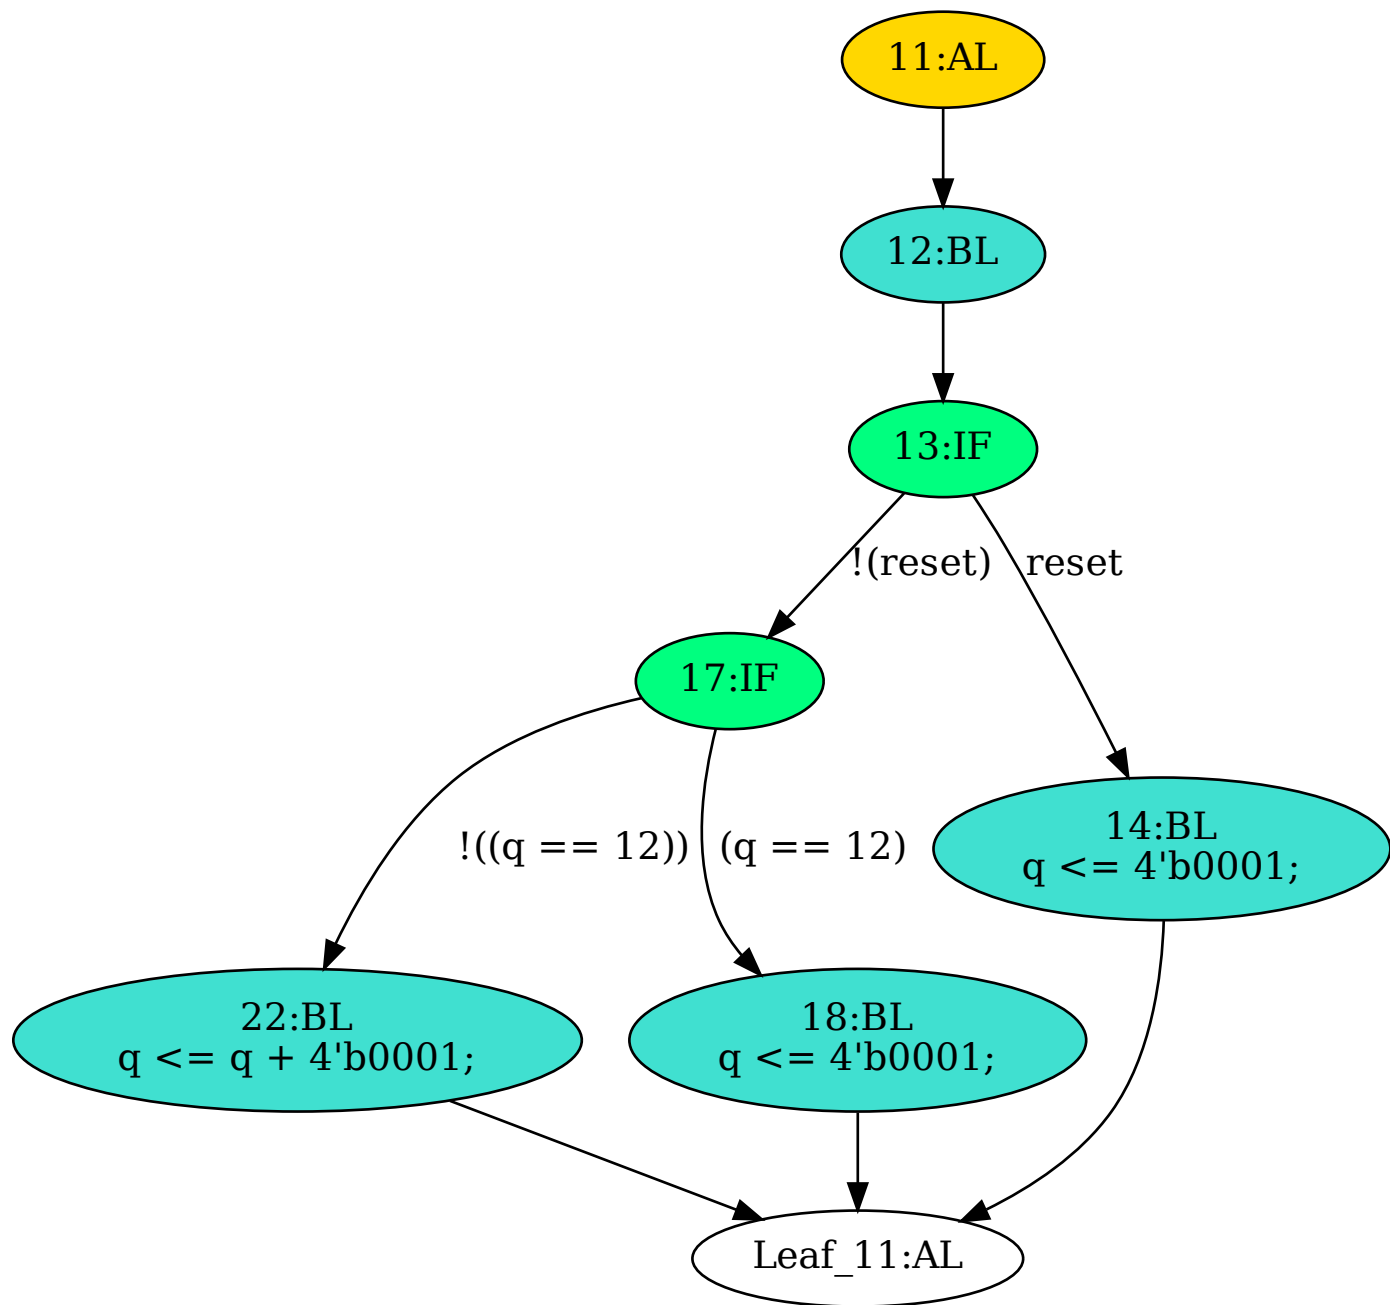 11:AL
12:BL
13:IF
!(reset)
reset
17:IF
!((q == 12))
(q == 12)
14:BL
q <= 4'b0001;
22:BL
q <= q + 4'b0001;
18:BL
q <= 4'b0001;
Leaf_11:AL